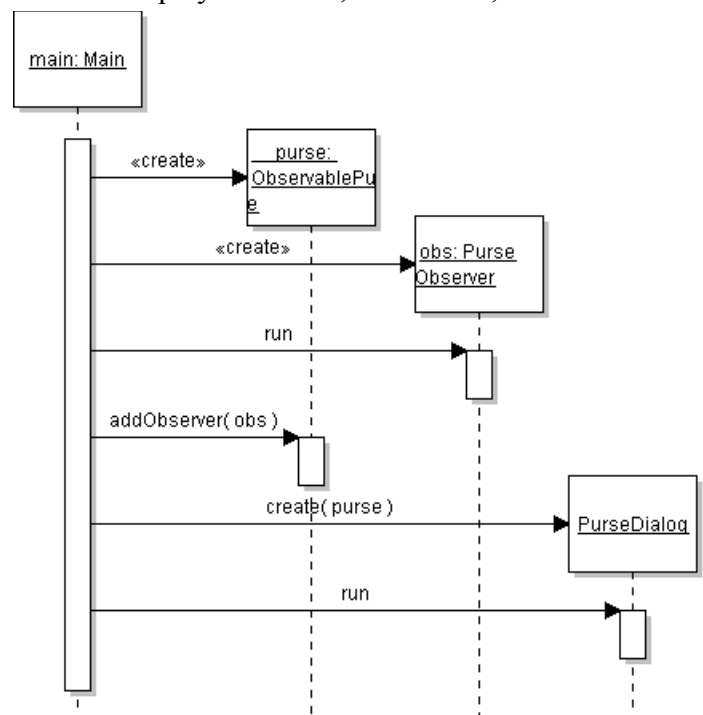 main: Main
«create»
purse:
ObservablePu
e
«create»
obs: Purse
Observer
run
addObserver( obs )
create( purse )
PurseDialog
run